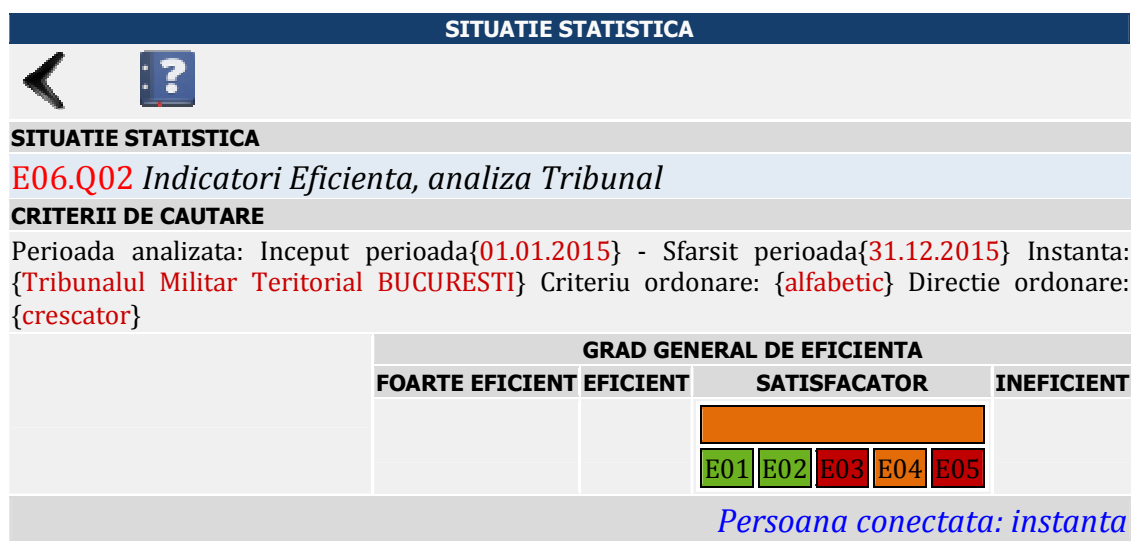 SITUATIE STATISTICA
SITUATIE STATISTICA
E06.Q02 Indicatori Eficienta, analiza Tribunal
CRITERII DE CAUTARE
Perioada analizata: Inceput perioada{01.01.2015} - Sfarsit perioada{31.12.2015} Instanta:
{Tribunalul Militar Teritorial BUCURESTI} Criteriu ordonare: {alfabetic} Directie ordonare:
{crescator}
GRAD GENERAL DE EFICIENTA
FOARTE EFICIENT EFICIENT SATISFACATOR INEFICIENT
E01 E02 E03 E04 E05
Persoana conectata: instanta